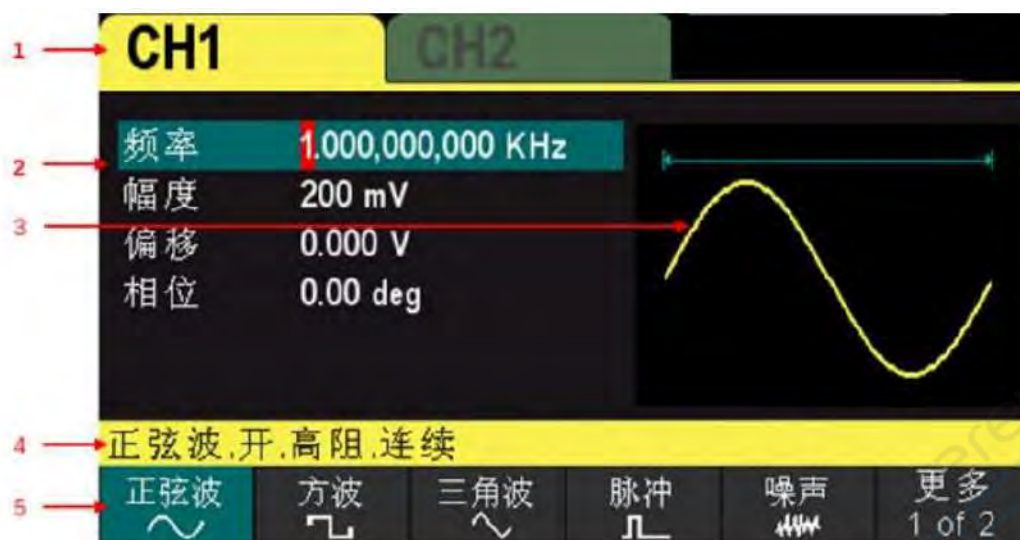 1 CH1 CH2
2 频率 1.000,000,000 KHz
幅度 200 mV
3 偏移 0.000 V
相位 0.00 deg
4 正弦波,开,高阻,连续
5 正弦波 方波 三角波 脉冲 噪声 更多
1 of 2